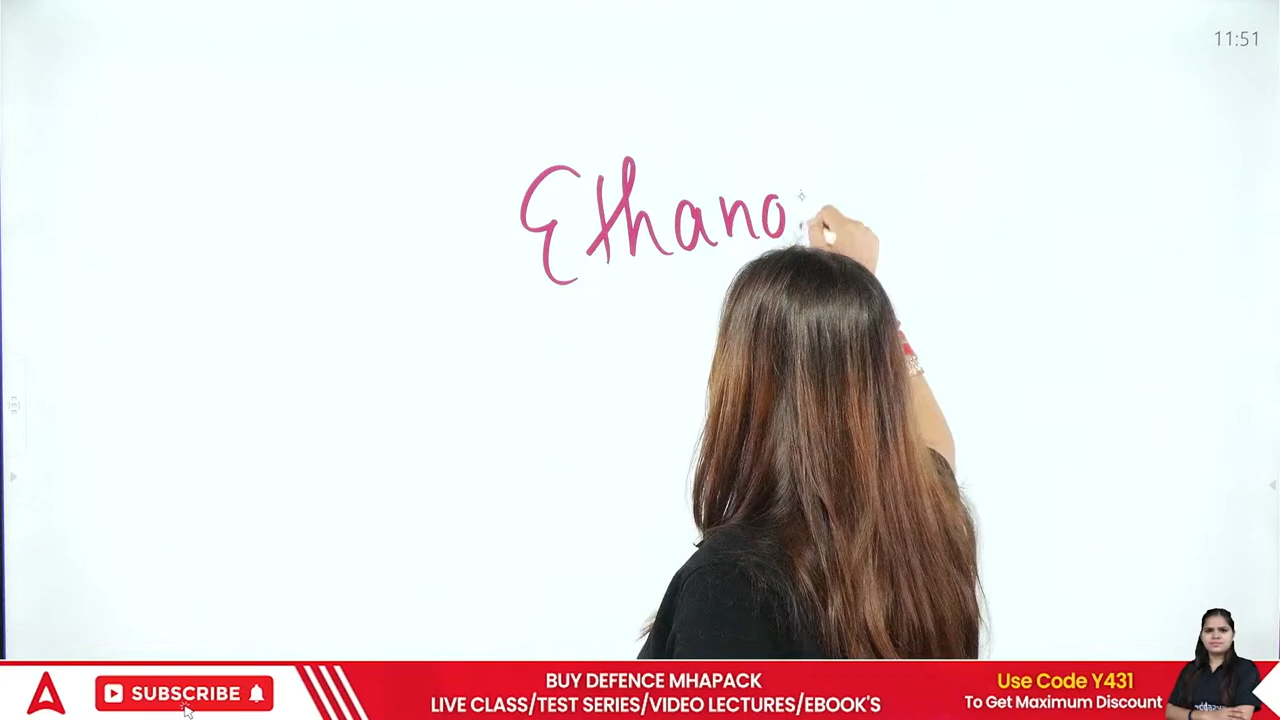 11:51
Ethano
SUBSCRIBE
BUY DEFENCE MHAPACK
LIVE CLASS/TEST SERIES/VIDEO LECTURES/EBOOK'S
Use Code Y431
To Get Maximum Discount